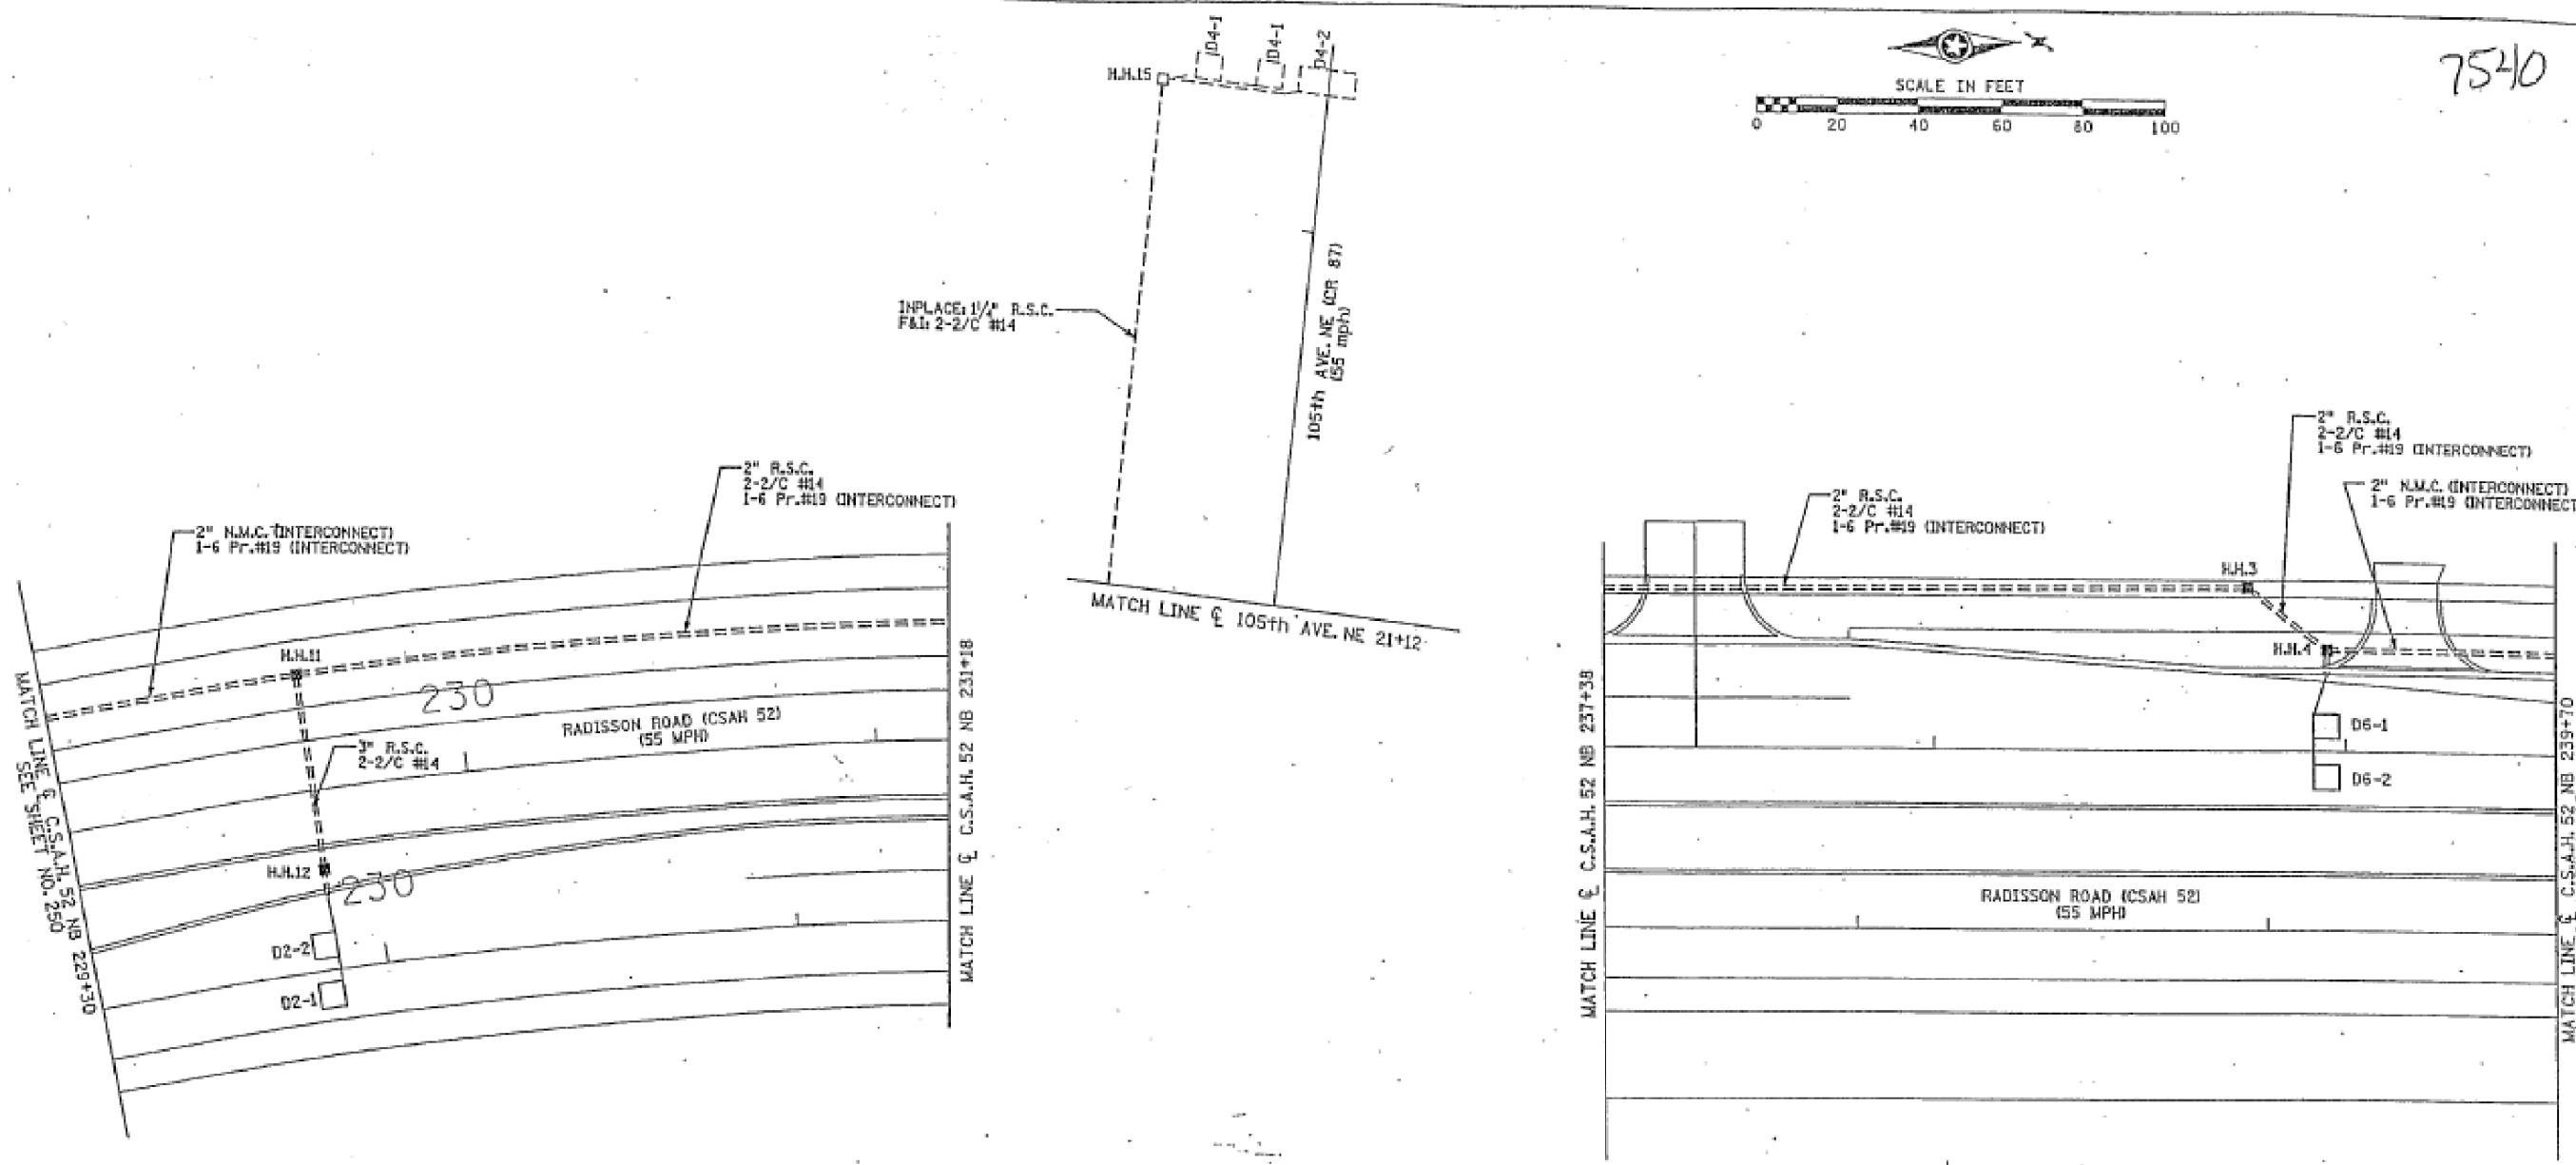 7540
SCALE IN FEET
0 20 40 60 80 100
H.H.15
D4-1
D4-1
D4-2
INPLACE: 1¼" R.S.C.
F&I: 2-2/C #14
105th AVE. NE (CR 87)
(55 mph)
MATCH LINE ℄ 105th AVE. NE 21+12
2" N.M.C. (INTERCONNECT)
1-6 Pr.#19 (INTERCONNECT)
2" R.S.C.
2-2/C #14
1-6 Pr.#19 (INTERCONNECT)
H.H.11
230
RADISSON ROAD (CSAH 52)
(55 MPH)
3" R.S.C.
2-2/C #14
H.H.12
230
D2-2
D2-1
MATCH LINE ℄ C.S.A.H. 52 NB 229+30
SEE SHEET NO. 250
MATCH LINE ℄ C.S.A.H. 52 NB 231+18
2" R.S.C.
2-2/C #14
1-6 Pr.#19 (INTERCONNECT)
2" R.S.C.
2-2/C #14
1-6 Pr.#19 (INTERCONNECT)
2" N.M.C. (INTERCONNECT)
1-6 Pr.#19 (INTERCONNECT
H.H.3
H.H.4
D6-1
D6-2
RADISSON ROAD (CSAH 52)
(55 MPH)
MATCH LINE ℄ C.S.A.H. 52 NB 237+38
MATCH LINE ℄ C.S.A.H. 52 NB 239+70